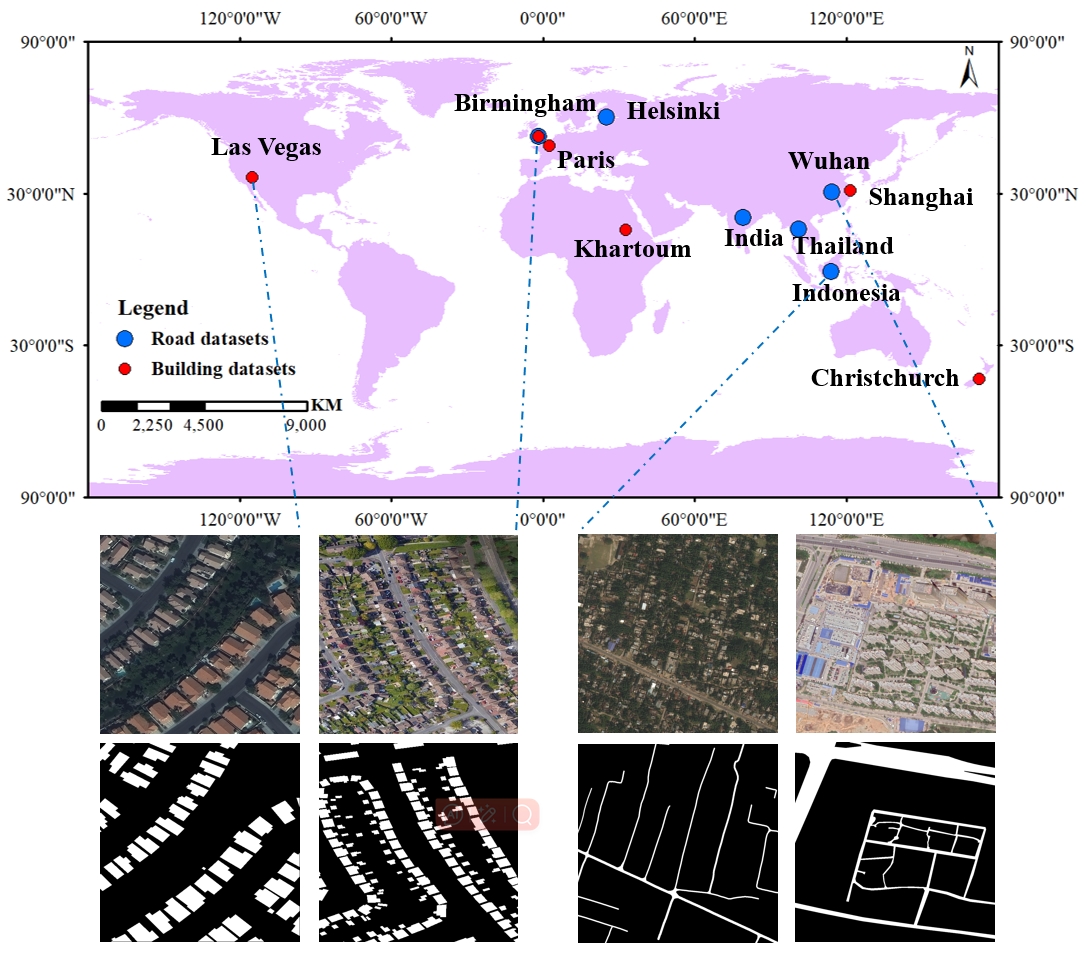 120°0'0"W 60°0'0"W 0°0'0" 60°0'0"E 120°0'0"E
90°0'0" 90°0'0"
N
Birmingham Helsinki
Las Vegas Paris Wuhan
30°0'0"N 30°0'0"N
Shanghai
India Thailand
Khartoum
Indonesia
Legend
Road datasets
30°0'0"S 30°0'0"S
Building datasets
Christchurch
KM
0 2,250 4,500 9,000
90°0'0" 90°0'0"
120°0'0"W 60°0'0"W 0°0'0" 60°0'0"E 120°0'0"E